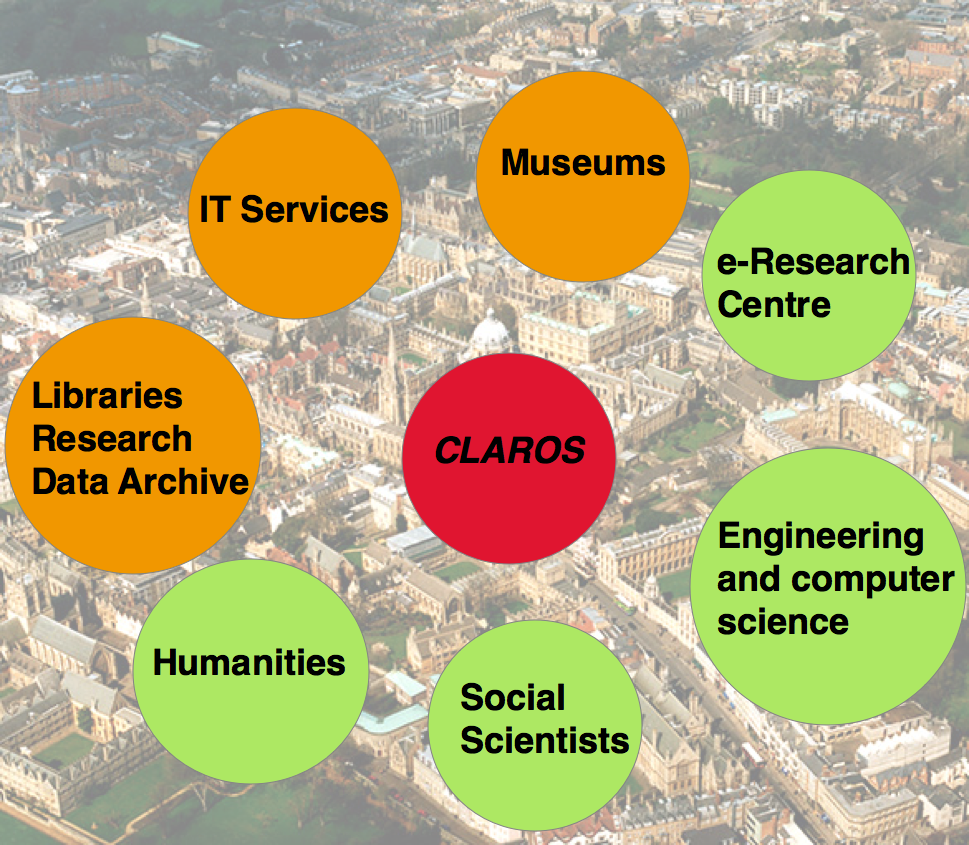 Museums
IT Services
e-Research
Centre
Libraries
Research
Data Archive
CLAROS
Engineering
and computer
science
Humanities
Social
Scientists